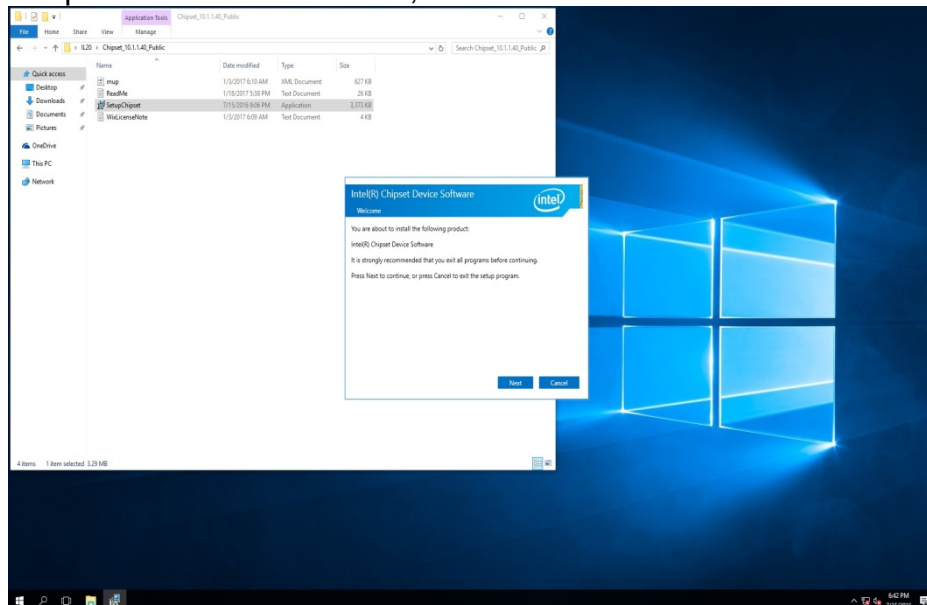 Application Tools
Chipset_10.1.1.40_Public
File
Home
Share
View
Manage
IL20 > Chipset_10.1.1.40_Public
Search Chipset_10.1.1.40_Public
Name
Date modified
Type
Size
Quick access
Desktop
Downloads
Documents
Pictures
OneDrive
This PC
Network
mup 1/3/2017 6:10 AM XML Document 627 KB
ReadMe 1/18/2017 5:38 PM Text Document 26 KB
SetupChipset 7/15/2016 9:06 PM Application 3,373 KB
WixLicenseNote 1/3/2017 6:09 AM Text Document 4 KB
Intel(R) Chipset Device Software
Welcome
intel
You are about to install the following product:
Intel(R) Chipset Device Software
It is strongly recommended that you exit all programs before continuing.
Press Next to continue, or press Cancel to exit the setup program.
Next
Cancel
4 items 1 item selected 3.29 MB
6:42 PM